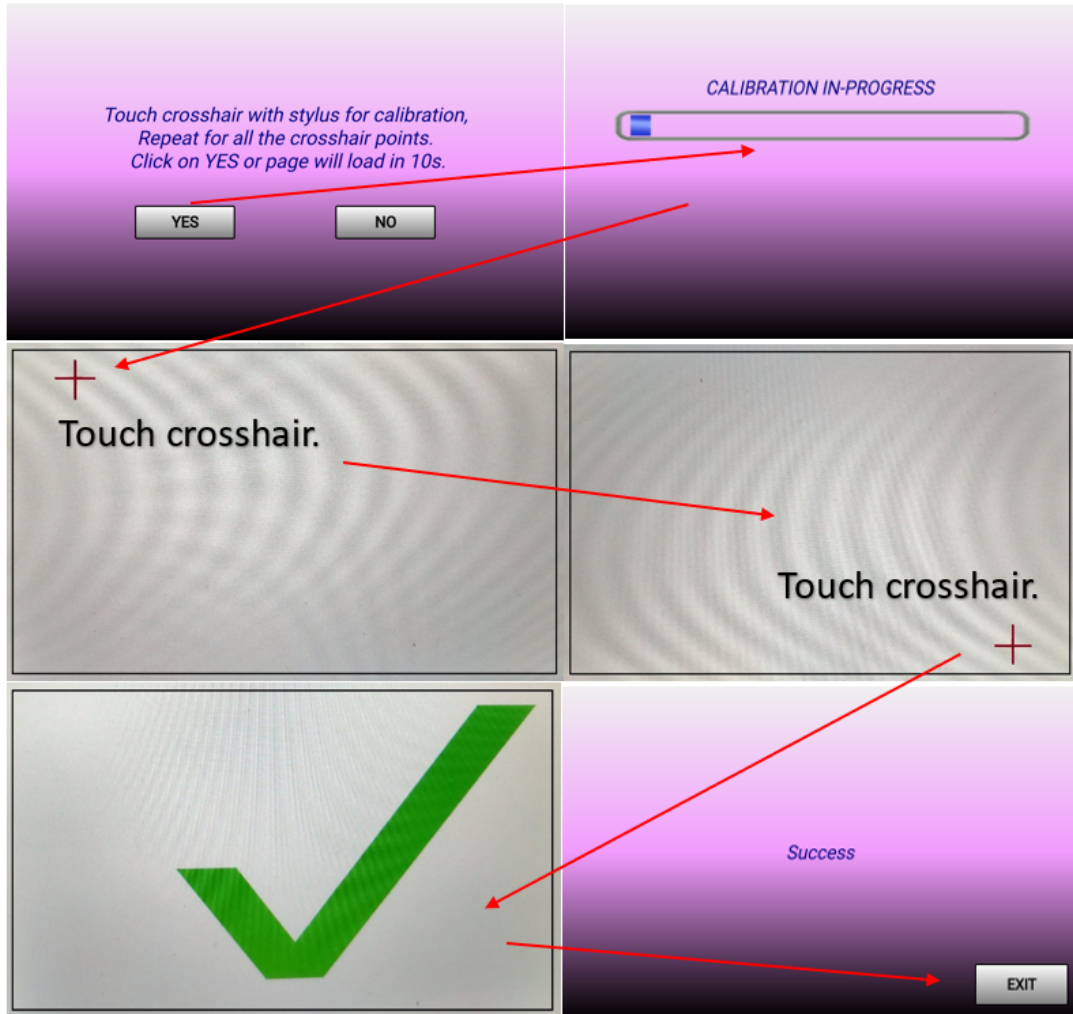 Touch crosshair with stylus for calibration,
Repeat for all the crosshair points.
Click on YES or page will load in 10s.
YES
NO
CALIBRATION IN-PROGRESS
Touch crosshair.
Touch crosshair.
Success
EXIT